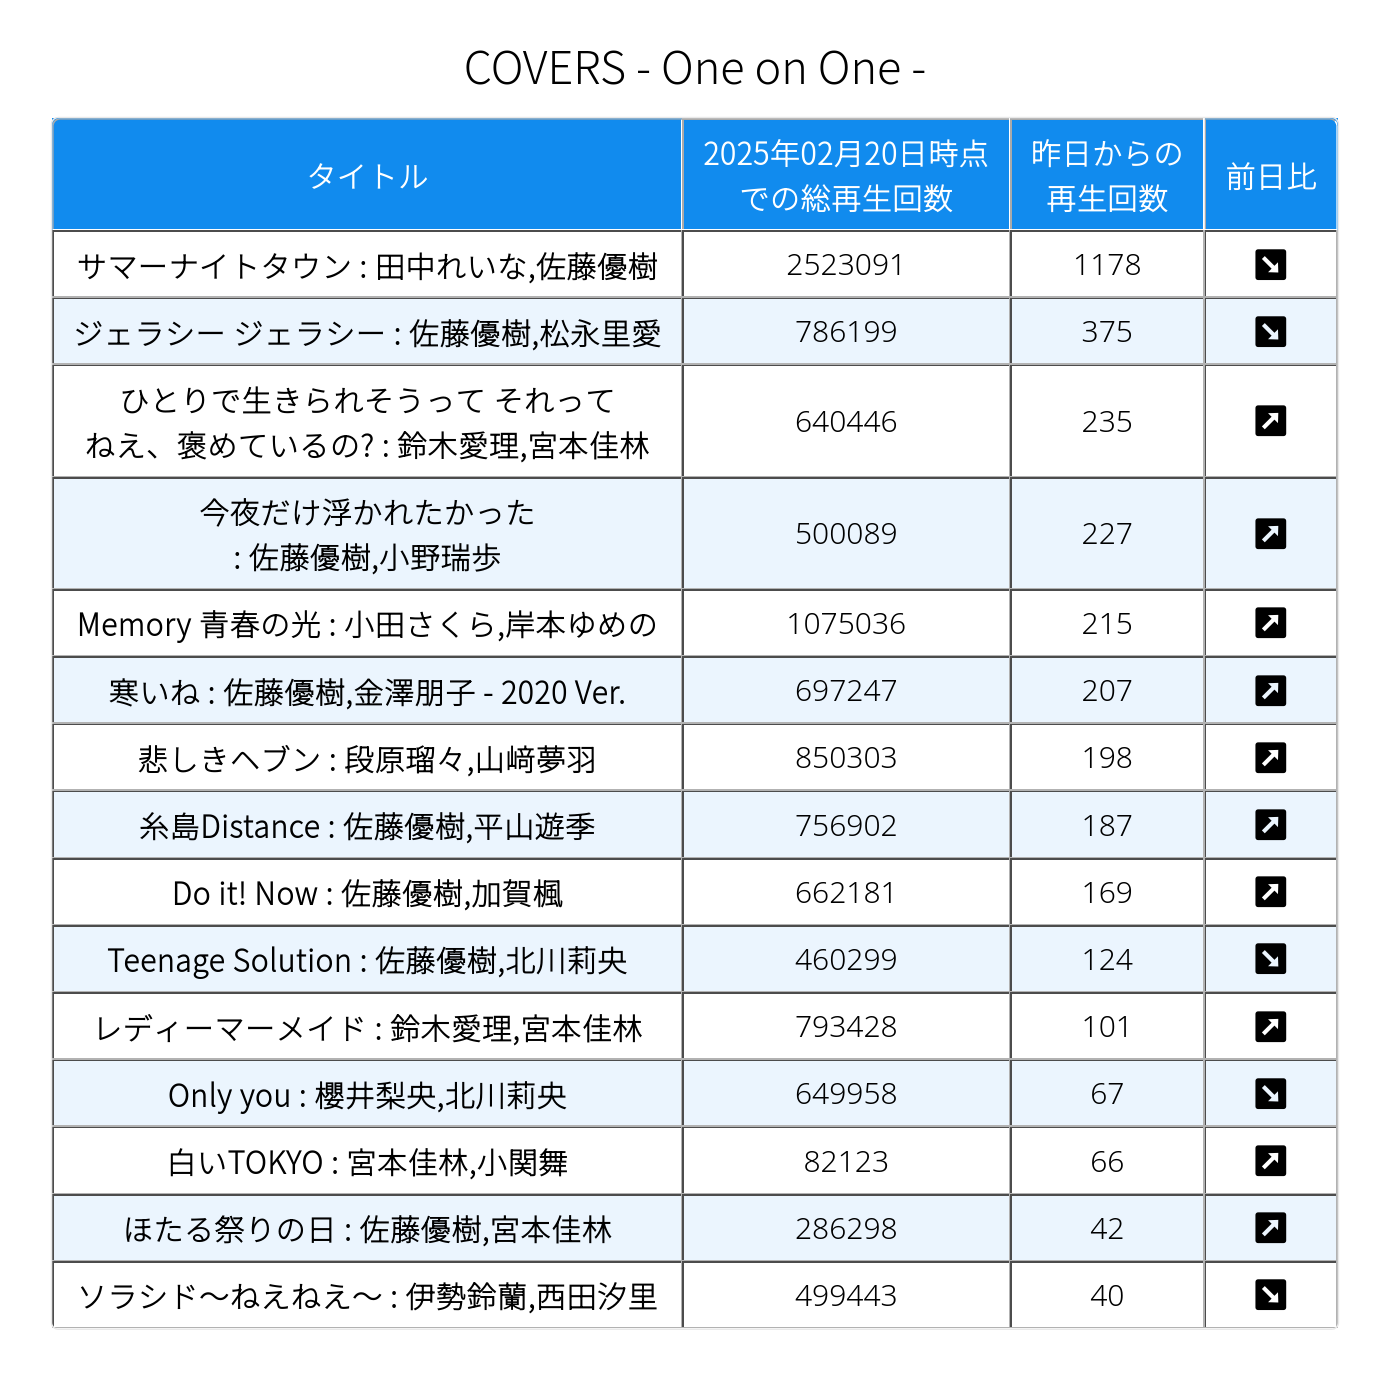 COVERS - One on One -
タイトル
2025年02月20日時点
での総再生回数
昨日からの
再生回数
前日比
サマーナイトタウン : 田中れいな,佐藤優樹 2523091 1178
ジェラシー ジェラシー : 佐藤優樹,松永里愛 786199 375
ひとりで生きられそうって それって
ねえ、褒めているの? : 鈴木愛理,宮本佳林 640446 235
今夜だけ浮かれたかった
: 佐藤優樹,小野瑞歩 500089 227
Memory 青春の光 : 小田さくら,岸本ゆめの 1075036 215
寒いね : 佐藤優樹,金澤朋子 - 2020 Ver. 697247 207
悲しきヘブン : 段原瑠々,山﨑夢羽 850303 198
糸島Distance : 佐藤優樹,平山遊季 756902 187
Do it! Now : 佐藤優樹,加賀楓 662181 169
Teenage Solution : 佐藤優樹,北川莉央 460299 124
レディーマーメイド : 鈴木愛理,宮本佳林 793428 101
Only you : 櫻井梨央,北川莉央 649958 67
白いTOKYO : 宮本佳林,小関舞 82123 66
ほたる祭りの日 : 佐藤優樹,宮本佳林 286298 42
ソラシド～ねえねえ～ : 伊勢鈴蘭,西田汐里 499443 40